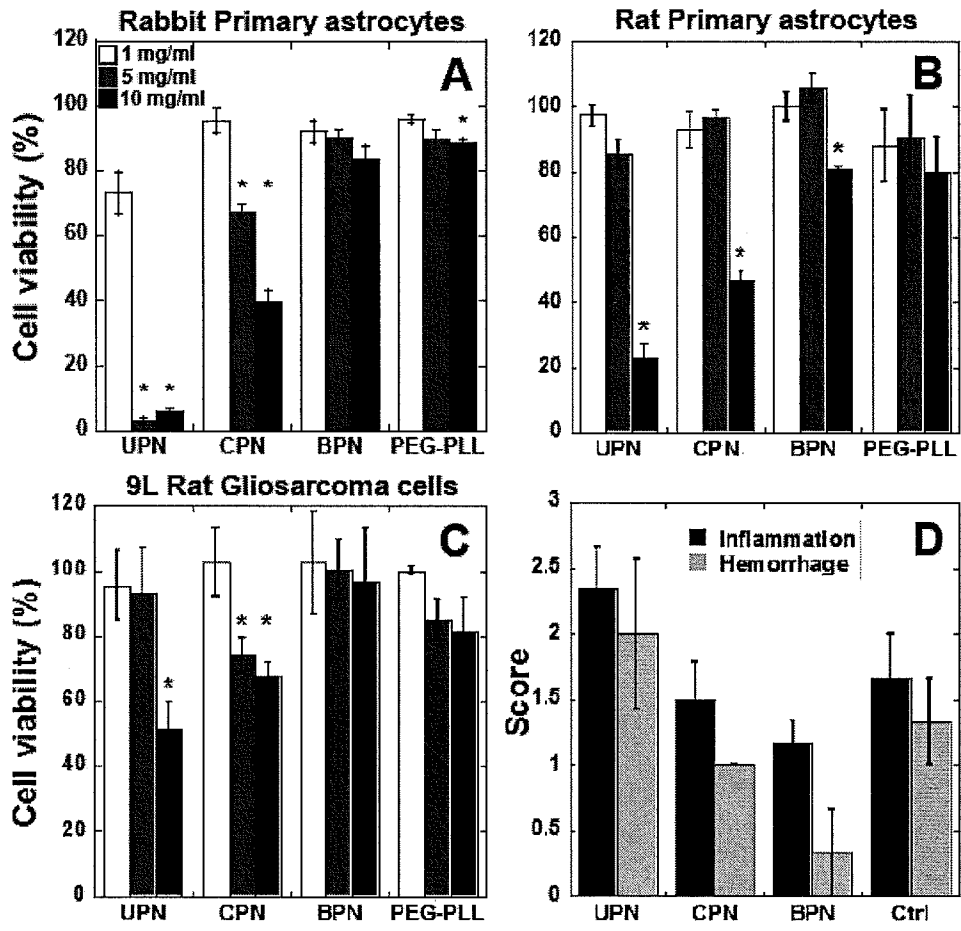 Rabbit Primary astrocytes
120
100
80
60
40
20
0
Cell viability (%)
1 mg/ml
5 mg/ml
10 mg/ml
A
*
* *
* *
UPN CPN BPN PEG-PLL
Rat Primary astrocytes
120
100
80
60
40
20
0
B
*
*
*
UPN CPN BPN PEG-PLL
9L Rat Gliosarcoma cells
120
100
80
60
40
20
0
Cell viability (%)
C
* *
*
UPN CPN BPN PEG-PLL
3
2.5
2
1.5
1
0.5
0
Score
D
Inflammation
Hemorrhage
UPN CPN BPN Ctrl